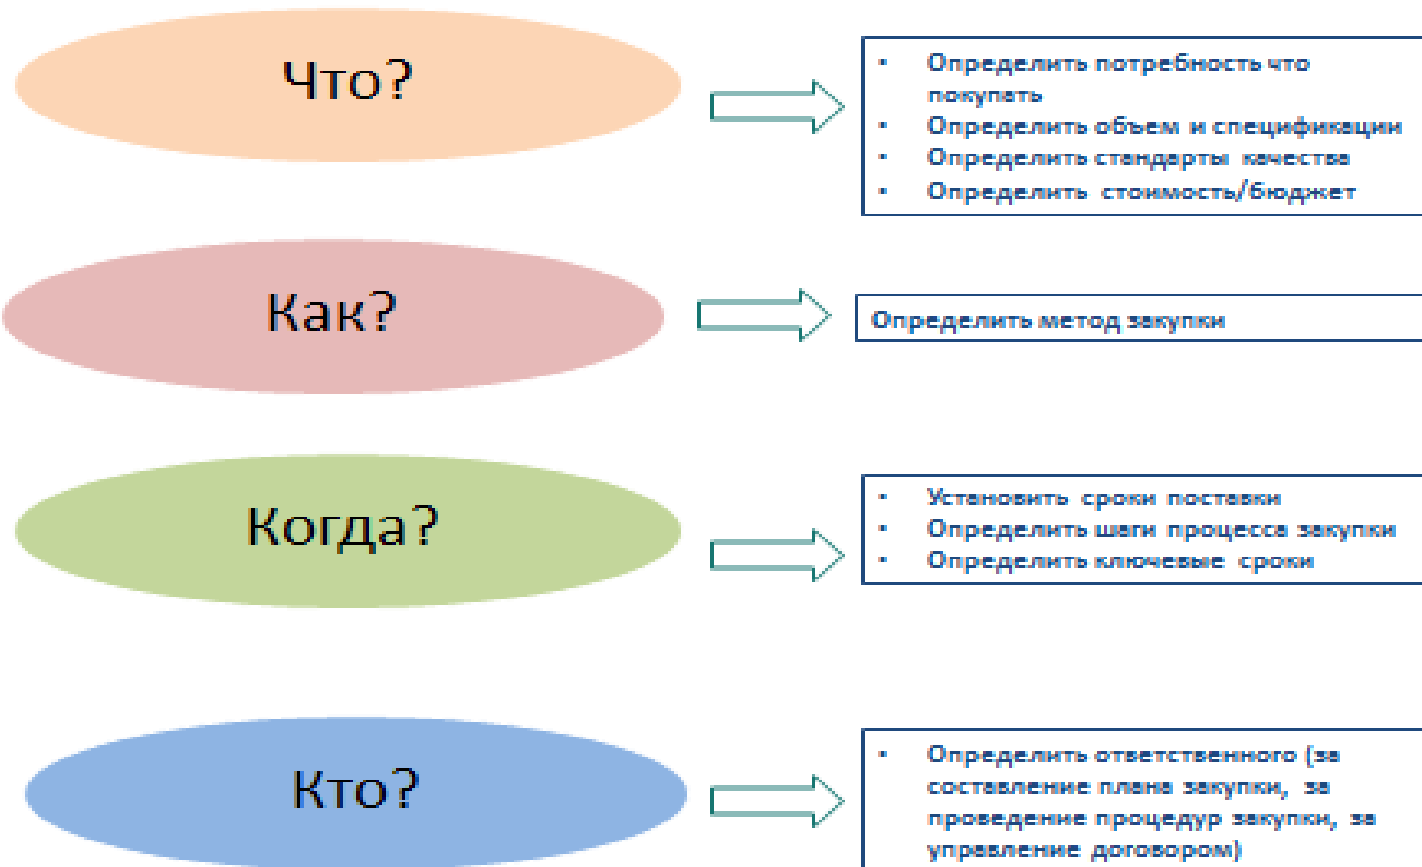 Что?
• Определить потребность что
покупать
• Определить объем и спецификации
• Определить стандарты качества
• Определить стоимость/бюджет
Как?
Определить метод закупки
Когда?
• Установить сроки поставки
• Определить шаги процесса закупки
• Определить ключевые сроки
Кто?
• Определить ответственного (за
составление плана закупки, за
проведение процедур закупки, за
управление договором)